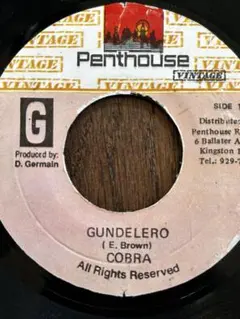 Penthouse
VINTAGE
VINTAGE
VINTAGE
VINTAGE
G
Produced by:
D. Germain
SIDE
Distribute
Penthouse R
6 Ballater A
Kingston
Tel.: 929-7
GUNDELERO
( E. Brown)
COBRA
All Rights Reserved